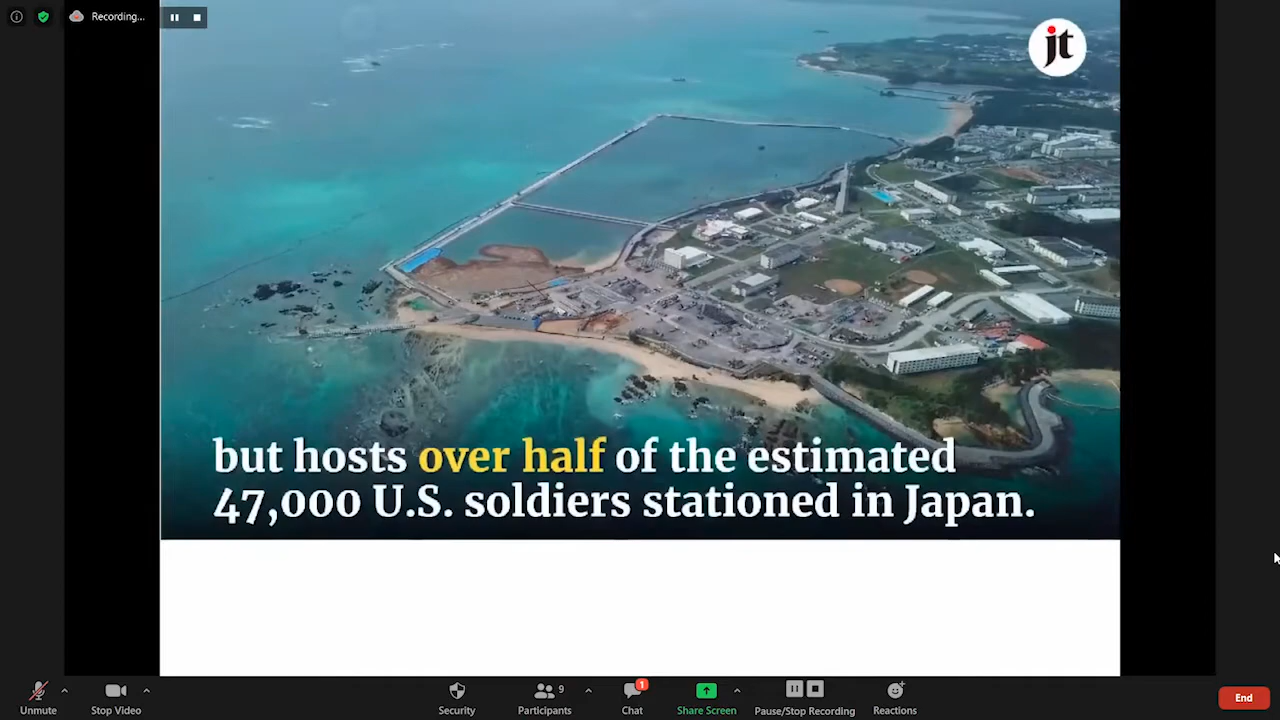 Recording...
jt
but hosts over half of the estimated
47,000 U.S. soldiers stationed in Japan.
Unmute
Stop Video
Security
Participants
9
Chat
1
Share Screen
Pause/Stop Recording
Reactions
End